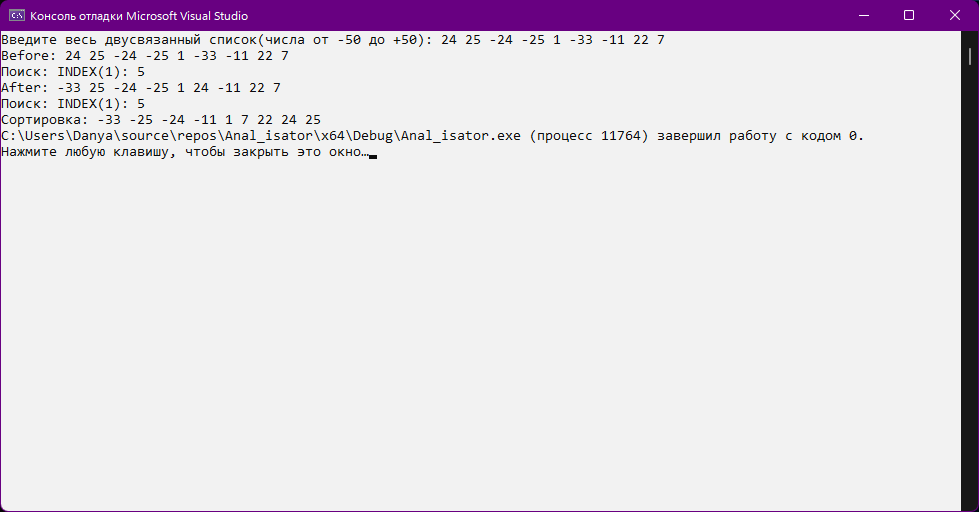 Консоль отладки Microsoft Visual Studio
Введите весь двусвязанный список(числа от -50 до +50): 24 25 -24 -25 1 -33 -11 22 7
Before: 24 25 -24 -25 1 -33 -11 22 7
Поиск: INDEX(1): 5
After: -33 25 -24 -25 1 24 -11 22 7
Поиск: INDEX(1): 5
Сортировка: -33 -25 -24 -11 1 7 22 24 25
C:\Users\Danya\source\repos\Anal_isator\x64\Debug\Anal_isator.exe (процесс 11764) завершил работу с кодом 0.
Нажмите любую клавишу, чтобы закрыть это окно…